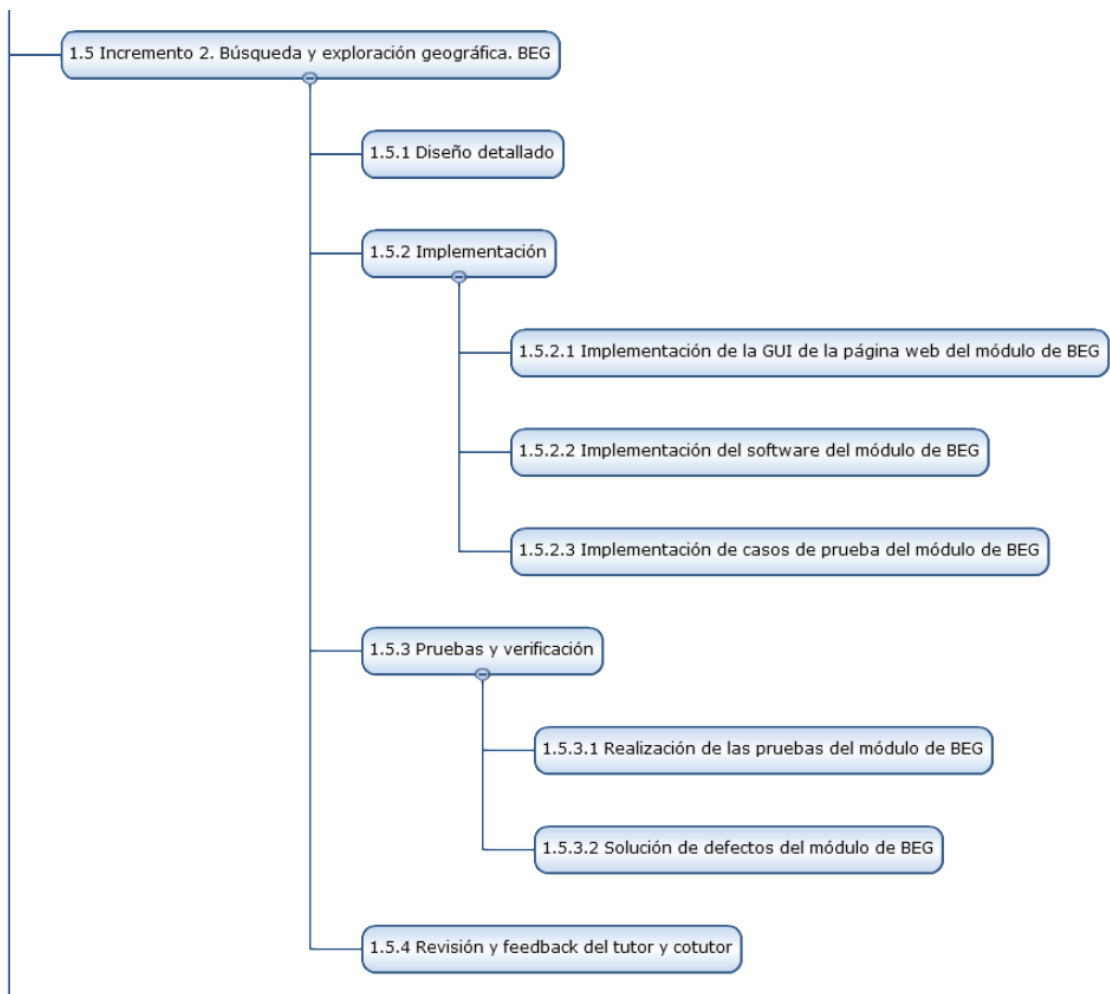 1.5 Incremento 2. Búsqueda y exploración geográfica. BEG
1.5.1 Diseño detallado
1.5.2 Implementación
1.5.2.1 Implementación de la GUI de la página web del módulo de BEG
1.5.2.2 Implementación del software del módulo de BEG
1.5.2.3 Implementación de casos de prueba del módulo de BEG
1.5.3 Pruebas y verificación
1.5.3.1 Realización de las pruebas del módulo de BEG
1.5.3.2 Solución de defectos del módulo de BEG
1.5.4 Revisión y feedback del tutor y cotutor